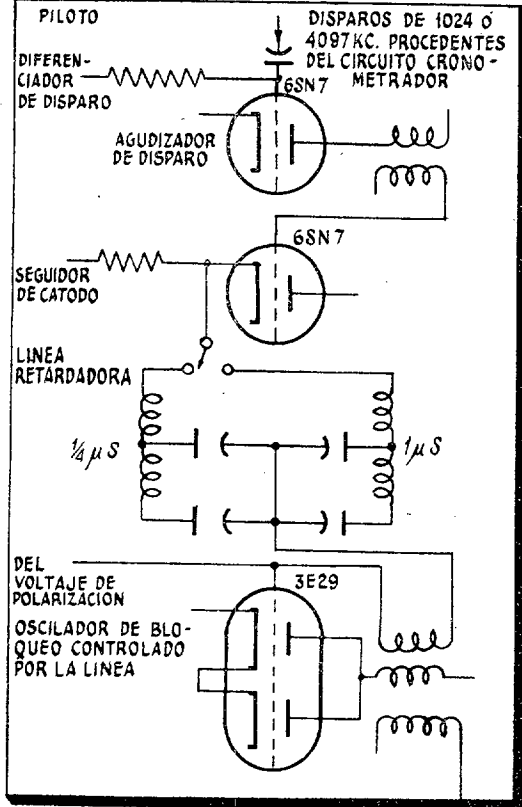 PILOTO
DISPAROS DE 1024 Ó
4097 KC. PROCEDENTES
DEL CIRCUITO CRONO-
METRADOR
DIFEREN-
CIADOR
DE DISPARO
6SN7
AGUDIZADOR
DE DISPARO
6SN7
SEGUIDOR
DE CATODO
LINEA
RETARDADORA
1/4 µS
1 µS
DEL
VOLTAJE DE
POLARIZACION
3E29
OSCILADOR DE BLO-
QUEO CONTROLADO
POR LA LINEA